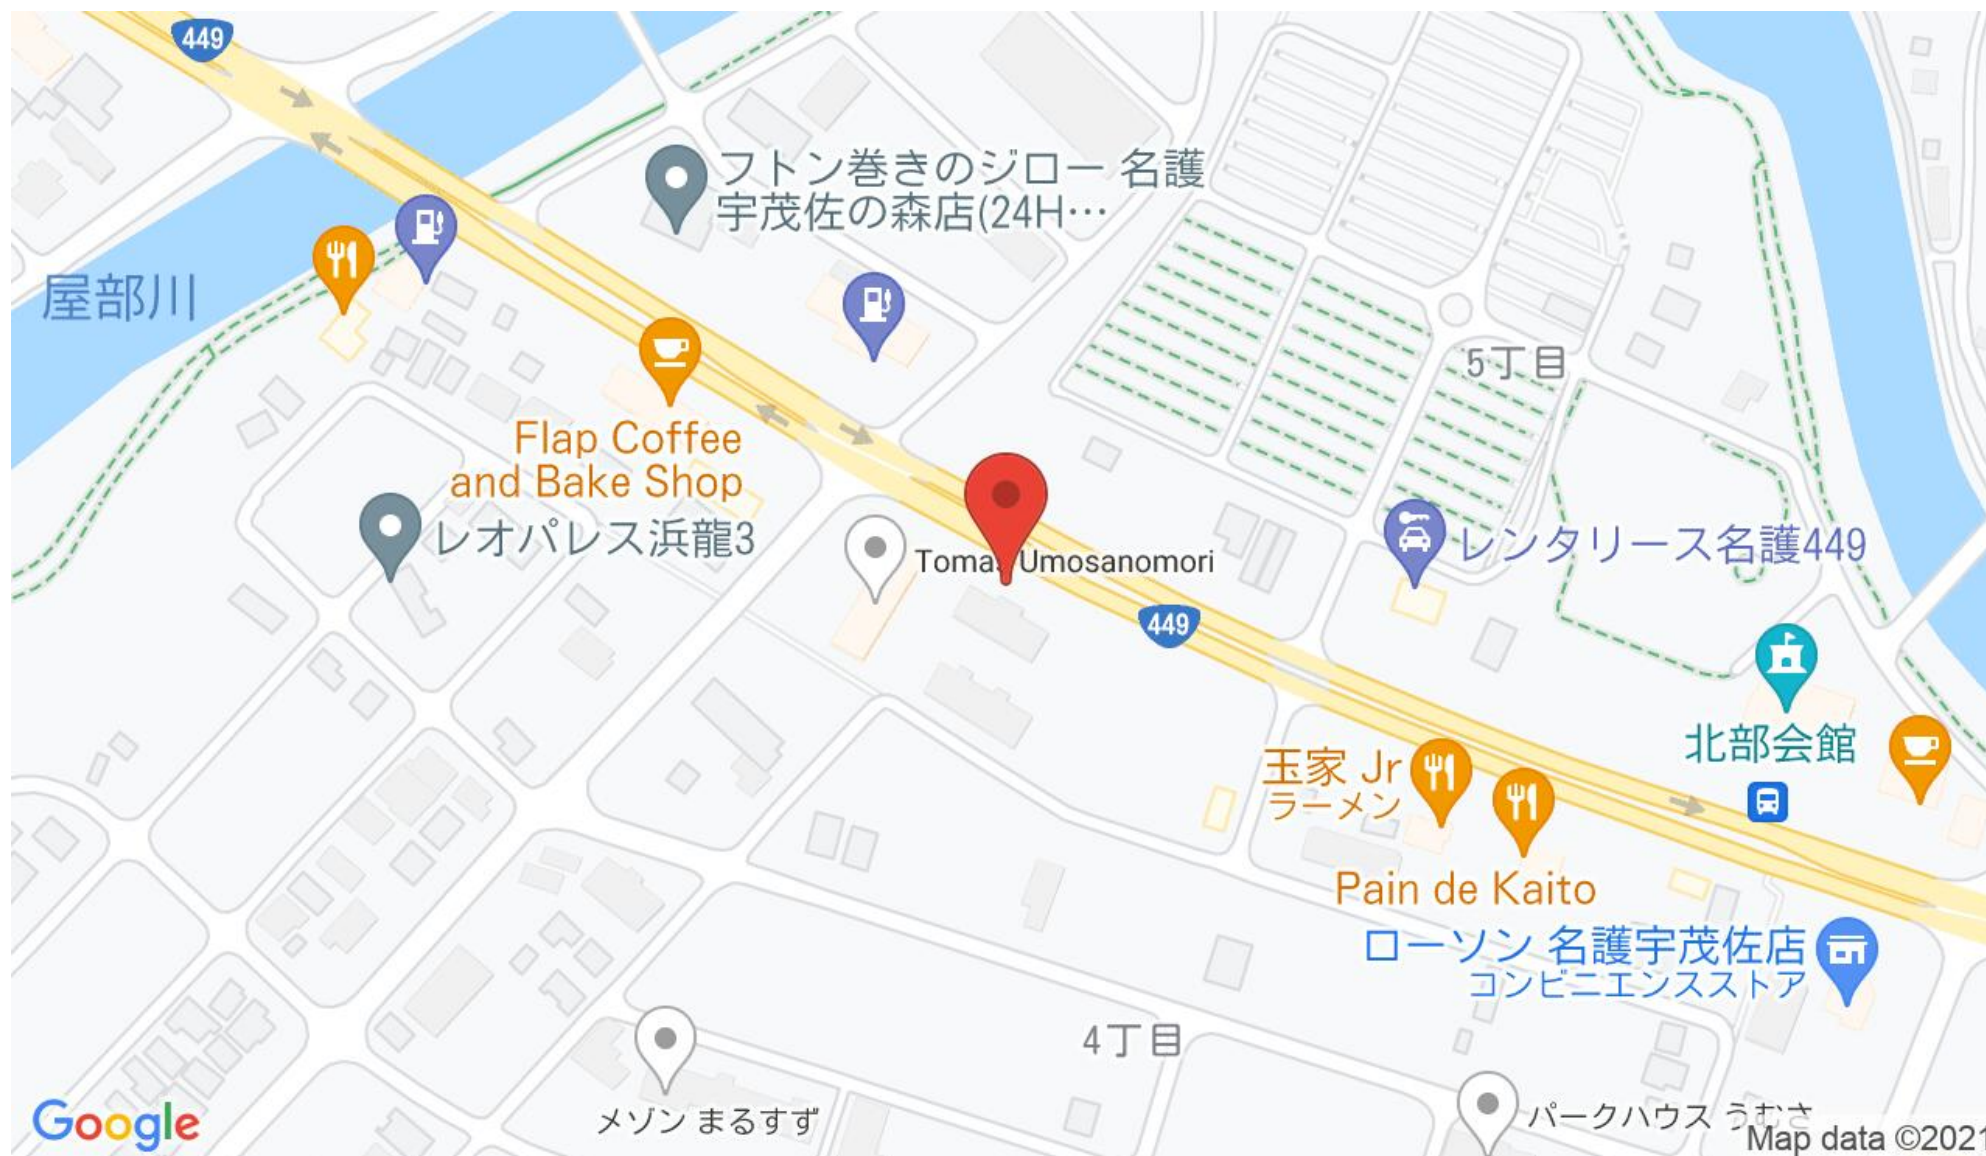 449
フトン巻きのジロー 名護
宇茂佐の森店(24H…
屋部川
5丁目
Flap Coffee
and Bake Shop
レオパレス浜龍3
Umosanomori
レンタリース名護449
449
北部会館
玉家 Jr
ラーメン
Pain de Kaito
ローソン 名護宇茂佐店
コンビニエンスストア
4丁目
メゾン まるすず
パークハウス うむさ
Google
Map data ©2021